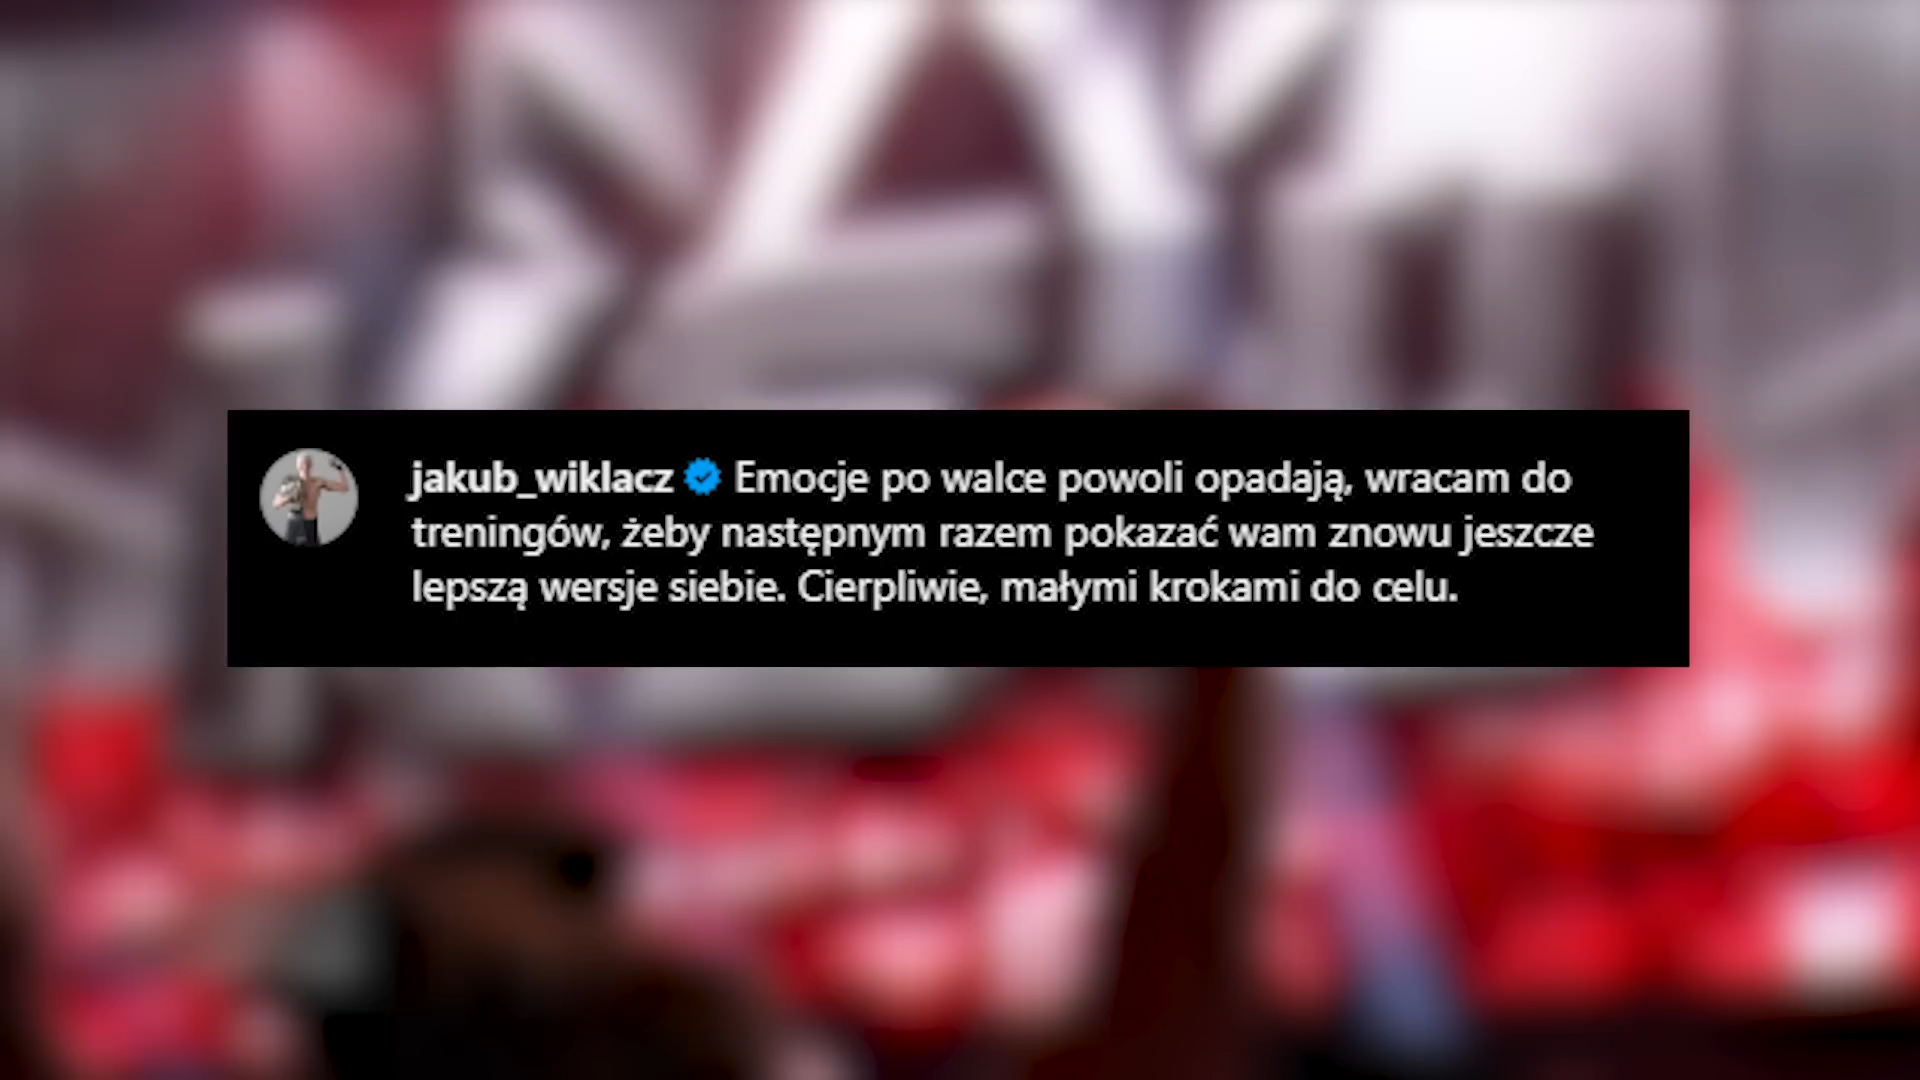 jakub_wiklacz Emocje po walce powoli opadają, wracam do
treningów, żeby następnym razem pokazać wam znowu jeszcze
lepszą wersje siebie. Cierpliwie, małymi krokami do celu.